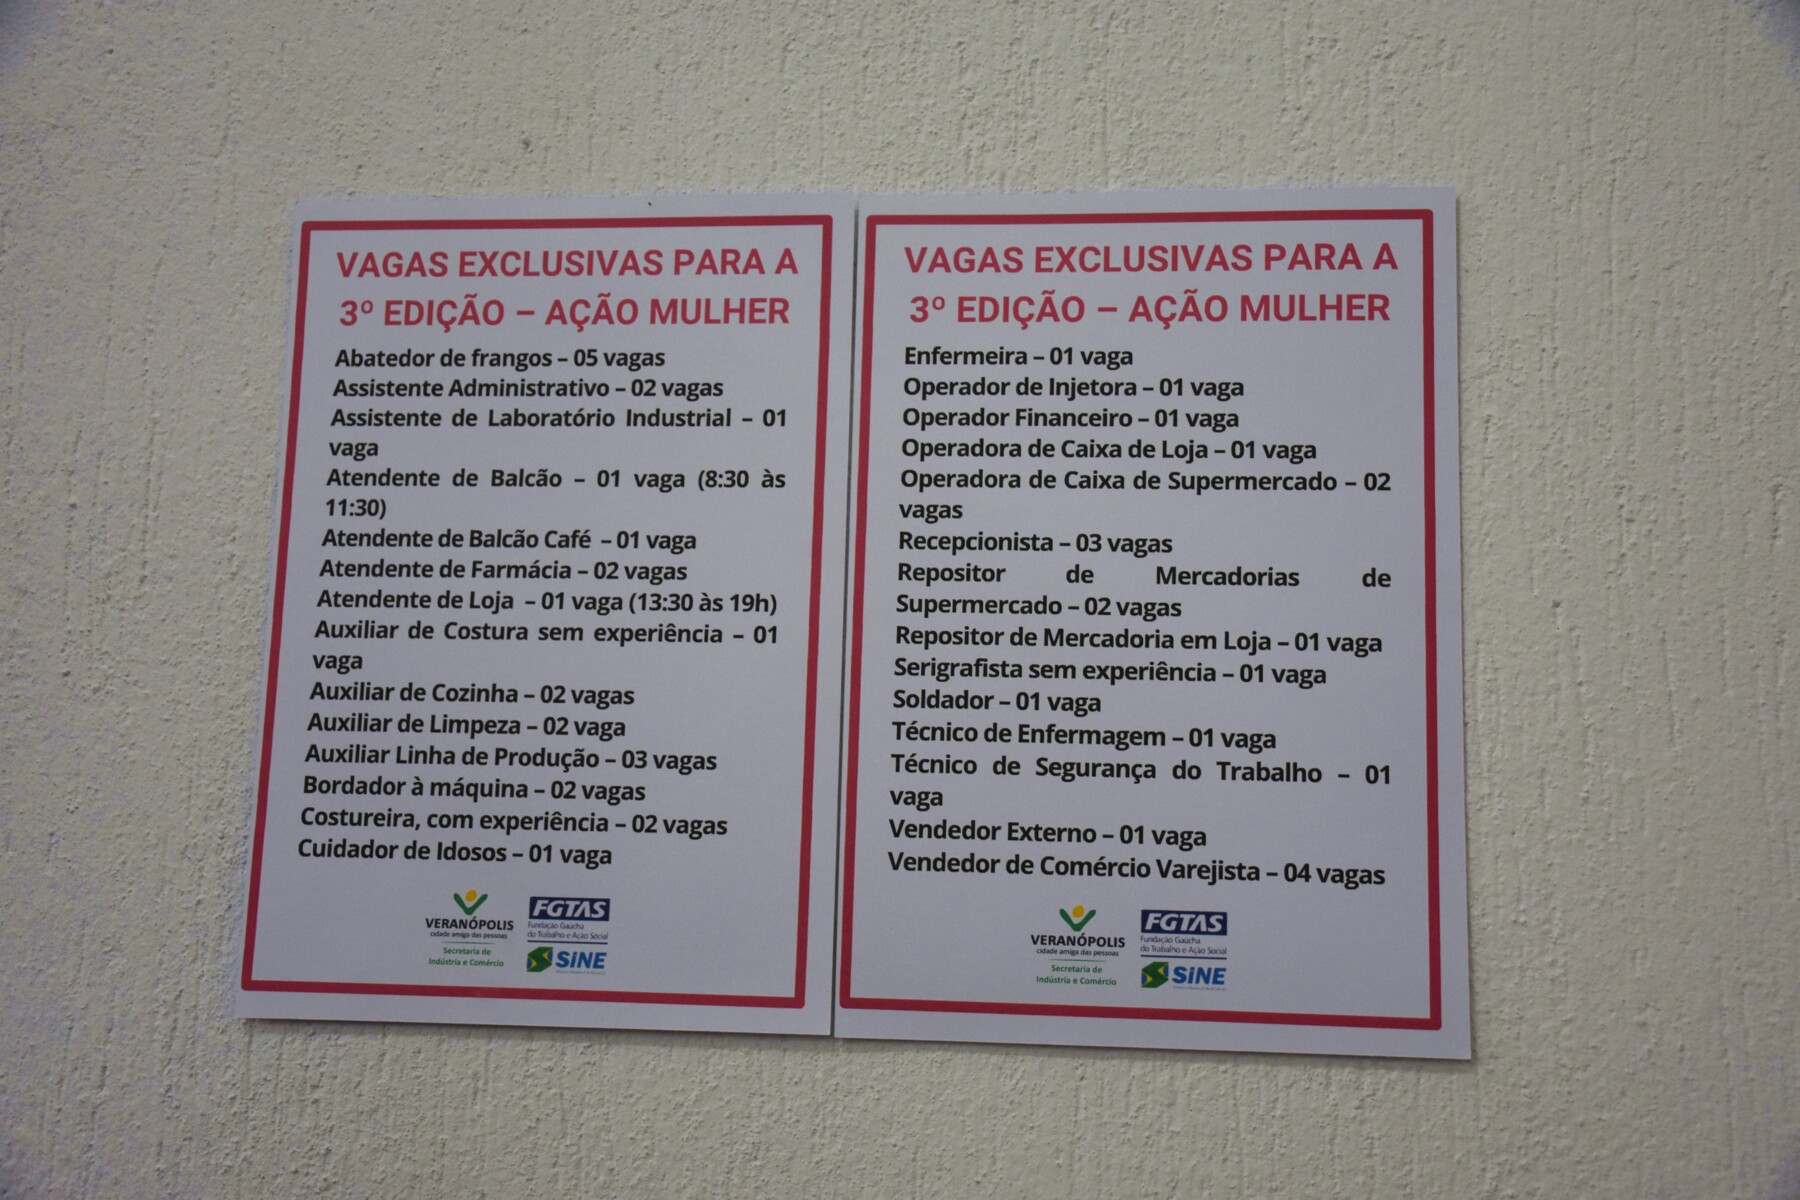 VAGAS EXCLUSIVAS PARA A
3º EDIÇÃO – AÇÃO MULHER
Abatedor de frangos – 05 vagas
Assistente Administrativo – 02 vagas
Assistente de Laboratório Industrial – 01
vaga
Atendente de Balcão – 01 vaga (8:30 às
11:30)
Atendente de Balcão Café – 01 vaga
Atendente de Farmácia – 02 vagas
Atendente de Loja – 01 vaga (13:30 às 19h)
Auxiliar de Costura sem experiência – 01
vaga
Auxiliar de Cozinha – 02 vagas
Auxiliar de Limpeza – 02 vaga
Auxiliar Linha de Produção – 03 vagas
Bordador à máquina – 02 vagas
Costureira, com experiência – 02 vagas
Cuidador de Idosos – 01 vaga
VERANÓPOLIS
cidade amiga das pessoas
Secretaria de
Indústria e Comércio
FGTAS
Fundação Gaucha
do Trabalho e Ação Social
SiNE
VAGAS EXCLUSIVAS PARA A
3º EDIÇÃO – AÇÃO MULHER
Enfermeira – 01 vaga
Operador de Injetora – 01 vaga
Operador Financeiro – 01 vaga
Operadora de Caixa de Loja – 01 vaga
Operadora de Caixa de Supermercado – 02
vagas
Recepcionista – 03 vagas
Repositor de Mercadorias de
Supermercado – 02 vagas
Repositor de Mercadoria em Loja – 01 vaga
Serigrafista sem experiência – 01 vaga
Soldador – 01 vaga
Técnico de Enfermagem – 01 vaga
Técnico de Segurança do Trabalho – 01
vaga
Vendedor Externo – 01 vaga
Vendedor de Comércio Varejista – 04 vagas
VERANÓPOLIS
cidade amiga das pessoas
Secretaria de
Indústria e Comércio
FGTAS
Fundação Gaucha
do Trabalho e Ação Social
SiNE